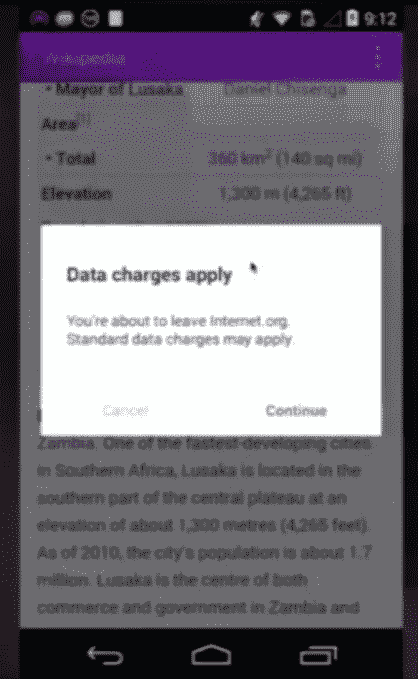 9:12
• Mayor of Lusaka Daniel Chisenga
Area[1]
• Total 360 km² (140 sq mi)
Elevation 1,300 m (4,265 ft)
Data charges apply
You're about to leave Internet.org.
Standard data charges may apply.
Cancel Continue
Zambia. One of the fastest-developing cities
in Southern Africa, Lusaka is located in the
southern part of the central plateau at an
elevation of about 1,300 metres (4,265 feet).
As of 2010, the city's population is about 1.7
million. Lusaka is the centre of both
commerce and government in Zambia and